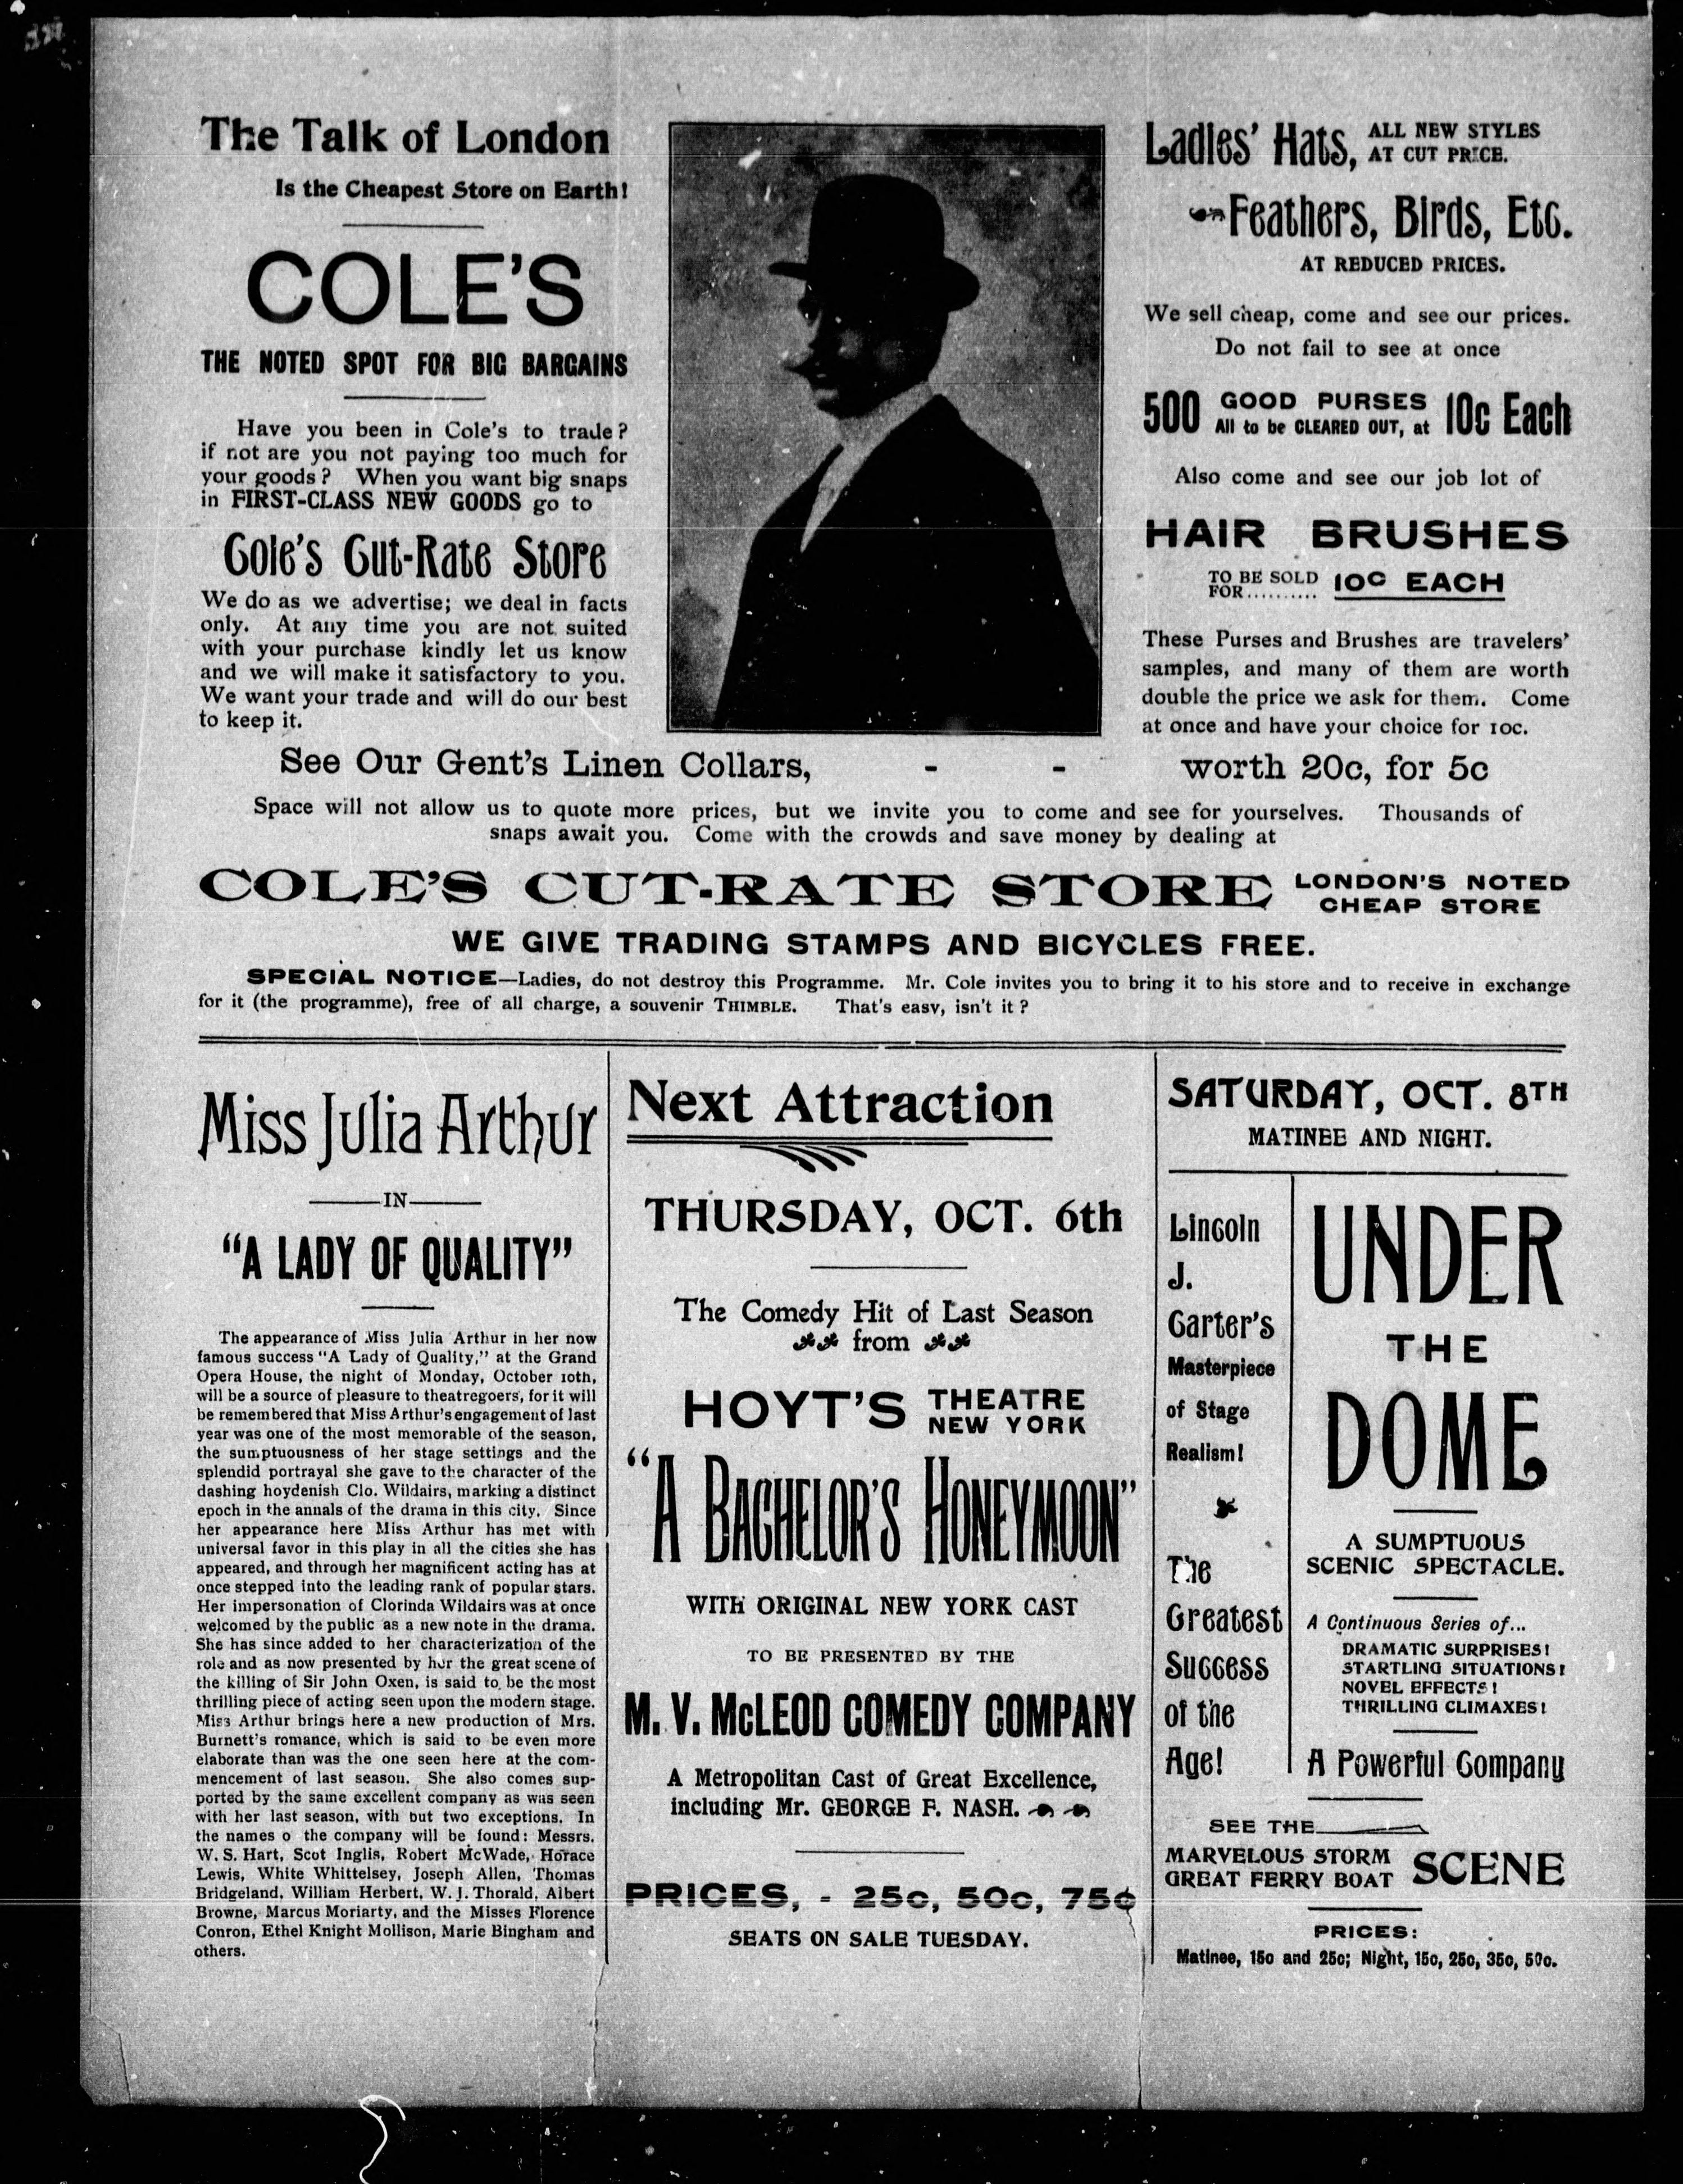 The Talk of London
Is the Cheapest Store on Earth!
COLE'S
THE NOTED SPOT FOR BIG BARGAINS
Have you been in Cole's to trade?
if not are you not paying too much for
your goods? When you want big snaps
in FIRST-CLASS NEW GOODS go to
Cole's Cut-Rate Store
We do as we advertise; we deal in facts
only. At any time you are not suited
with your purchase kindly let us know
and we will make it satisfactory to you.
We want your trade and will do our best
to keep it.
Ladies' Hats, ALL NEW STYLES
AT CUT PRICE.
Feathers, Birds, Etc.
AT REDUCED PRICES.
We sell cheap, come and see our prices.
Do not fail to see at once
500 GOOD PURSES
All to be CLEARED OUT, at 10c Each
Also come and see our job lot of
HAIR BRUSHES
TO BE SOLD
FOR.......... 10C EACH
These Purses and Brushes are travelers'
samples, and many of them are worth
double the price we ask for them. Come
at once and have your choice for 10c.
See Our Gent's Linen Collars, - - worth 20c, for 5c
Space will not allow us to quote more prices, but we invite you to come and see for yourselves. Thousands of
snaps await you. Come with the crowds and save money by dealing at
COLE'S CUT-RATE STORE LONDON'S NOTED
CHEAP STORE
WE GIVE TRADING STAMPS AND BICYCLES FREE.
SPECIAL NOTICE—Ladies, do not destroy this Programme. Mr. Cole invites you to bring it to his store and to receive in exchange
for it (the programme), free of all charge, a souvenir THIMBLE. That's easy, isn't it?
Miss Julia Arthur
IN
"A LADY OF QUALITY"
The appearance of Miss Julia Arthur in her now
famous success "A Lady of Quality," at the Grand
Opera House, the night of Monday, October 10th,
will be a source of pleasure to theatregoers, for it will
be remembered that Miss Arthur's engagement of last
year was one of the most memorable of the season,
the sumptuousness of her stage settings and the
splendid portrayal she gave to the character of the
dashing hoydenish Clo. Wildairs, marking a distinct
epoch in the annals of the drama in this city. Since
her appearance here Miss Arthur has met with
universal favor in this play in all the cities she has
appeared, and through her magnificent acting has at
once stepped into the leading rank of popular stars.
Her impersonation of Clorinda Wildairs was at once
welcomed by the public as a new note in the drama.
She has since added to her characterization of the
role and as now presented by her the great scene of
the killing of Sir John Oxen, is said to be the most
thrilling piece of acting seen upon the modern stage.
Miss Arthur brings here a new production of Mrs.
Burnett's romance, which is said to be even more
elaborate than was the one seen here at the com-
mencement of last season. She also comes sup-
ported by the same excellent company as was seen
with her last season, with but two exceptions. In
the names o the company will be found: Messrs.
W. S. Hart, Scot Inglis, Robert McWade, Horace
Lewis, White Whittelsey, Joseph Allen, Thomas
Bridgeland, William Herbert, W. J. Thorald, Albert
Browne, Marcus Moriarty, and the Misses Florence
Conron, Ethel Knight Mollison, Marie Bingham and
others.
Next Attraction
THURSDAY, OCT. 6th
The Comedy Hit of Last Season
from
HOYT'S THEATRE
NEW YORK
"A BACHELOR'S HONEYMOON"
WITH ORIGINAL NEW YORK CAST
TO BE PRESENTED BY THE
M. V. McLEOD COMEDY COMPANY
A Metropolitan Cast of Great Excellence,
including Mr. GEORGE F. NASH.
PRICES, - 25c, 50c, 75¢
SEATS ON SALE TUESDAY.
SATURDAY, OCT. 8TH
MATINEE AND NIGHT.
Lincoln
J.
Carter's
Masterpiece
of Stage
Realism!
The
Greatest
Success
of the
Age!
UNDER
THE
DOME
A SUMPTUOUS
SCENIC SPECTACLE.
A Continuous Series of...
DRAMATIC SURPRISES!
STARTLING SITUATIONS!
NOVEL EFFECTS!
THRILLING CLIMAXES!
A Powerful Company
SEE THE
MARVELOUS STORM
GREAT FERRY BOAT SCENE
PRICES:
Matinee, 15c and 25c; Night, 15c, 25c, 35c, 50c.